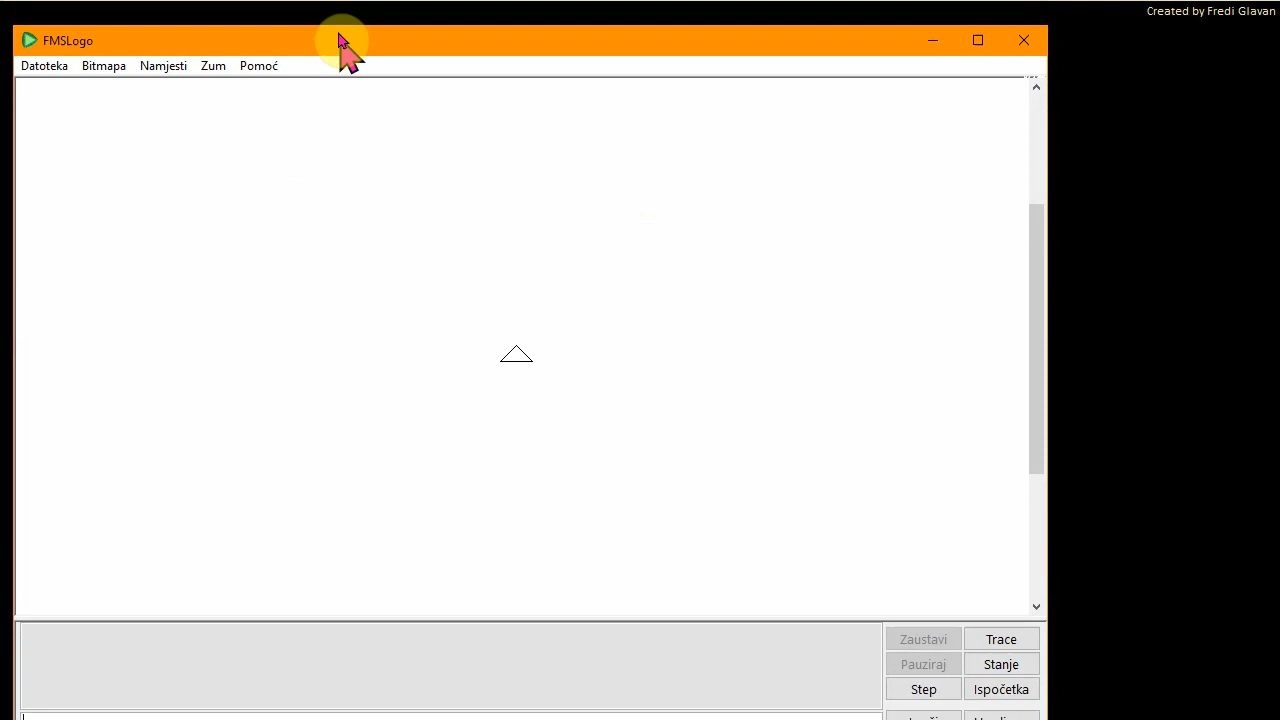 Created by Fredi Glavan
FMSLogo
Datoteka Bitmapa Namjesti Zum Pomoć
Zaustavi Trace
Pauziraj Stanje
Step Ispočetka